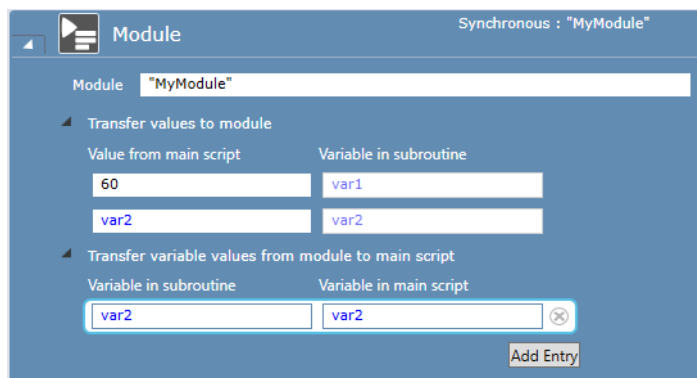 Module
Synchronous : "MyModule"
Module "MyModule"
Transfer values to module
Value from main script Variable in subroutine
60 var1
var2 var2
Transfer variable values from module to main script
Variable in subroutine Variable in main script
var2 var2
Add Entry